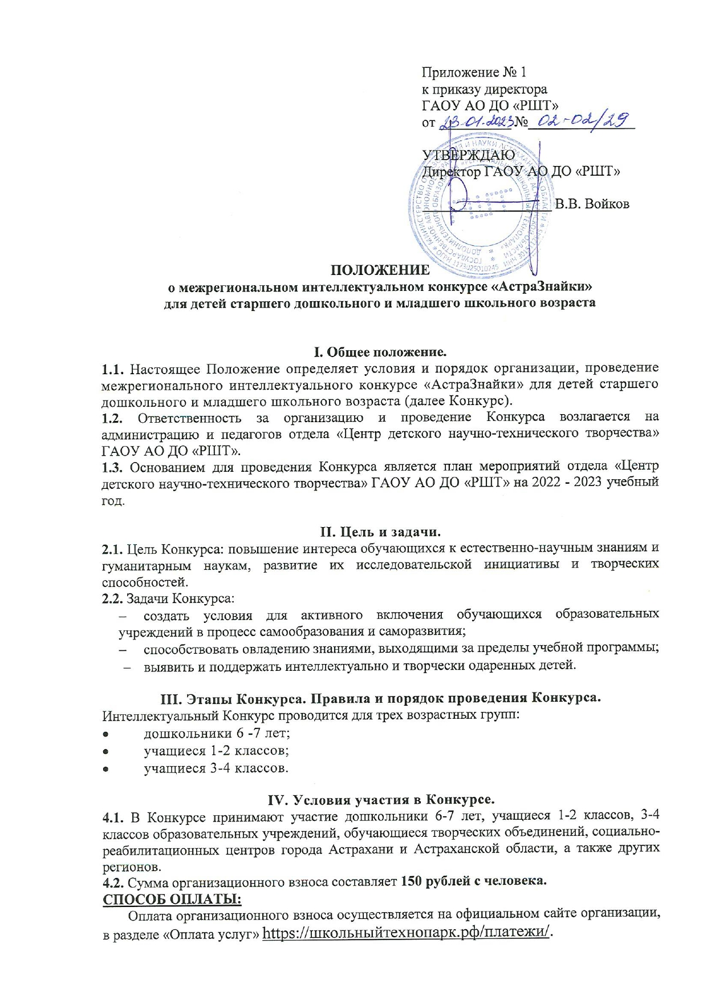 Приложение № 1
к приказу директора
ГАОУ АО ДО «РШТ»
от 23.01.2023 № 02-02/29
УТВЕРЖДАЮ
Директор ГАОУ АО ДО «РШТ»
В.В. Войков
ПОЛОЖЕНИЕ
о межрегиональном интеллектуальном конкурсе «АстраЗнайки»
для детей старшего дошкольного и младшего школьного возраста
I. Общее положение.
1.1. Настоящее Положение определяет условия и порядок организации, проведение
межрегионального интеллектуального конкурсе «АстраЗнайки» для детей старшего
дошкольного и младшего школьного возраста (далее Конкурс).
1.2. Ответственность за организацию и проведение Конкурса возлагается на
администрацию и педагогов отдела «Центр детского научно-технического творчества»
ГАОУ АО ДО «РШТ».
1.3. Основанием для проведения Конкурса является план мероприятий отдела «Центр
детского научно-технического творчества» ГАОУ АО ДО «РШТ» на 2022 - 2023 учебный
год.
II. Цель и задачи.
2.1. Цель Конкурса: повышение интереса обучающихся к естественно-научным знаниям и
гуманитарным наукам, развитие их исследовательской инициативы и творческих
способностей.
2.2. Задачи Конкурса:
– создать условия для активного включения обучающихся образовательных
учреждений в процесс самообразования и саморазвития;
– способствовать овладению знаниями, выходящими за пределы учебной программы;
– выявить и поддержать интеллектуально и творчески одаренных детей.
III. Этапы Конкурса. Правила и порядок проведения Конкурса.
Интеллектуальный Конкурс проводится для трех возрастных групп:
• дошкольники 6 -7 лет;
• учащиеся 1-2 классов;
• учащиеся 3-4 классов.
IV. Условия участия в Конкурсе.
4.1. В Конкурсе принимают участие дошкольники 6-7 лет, учащиеся 1-2 классов, 3-4
классов образовательных учреждений, обучающиеся творческих объединений, социально-
реабилитационных центров города Астрахани и Астраханской области, а также других
регионов.
4.2. Сумма организационного взноса составляет 150 рублей с человека.
СПОСОБ ОПЛАТЫ:
Оплата организационного взноса осуществляется на официальном сайте организации,
в разделе «Оплата услуг» https://школьныйтехнопарк.рф/платежи/.